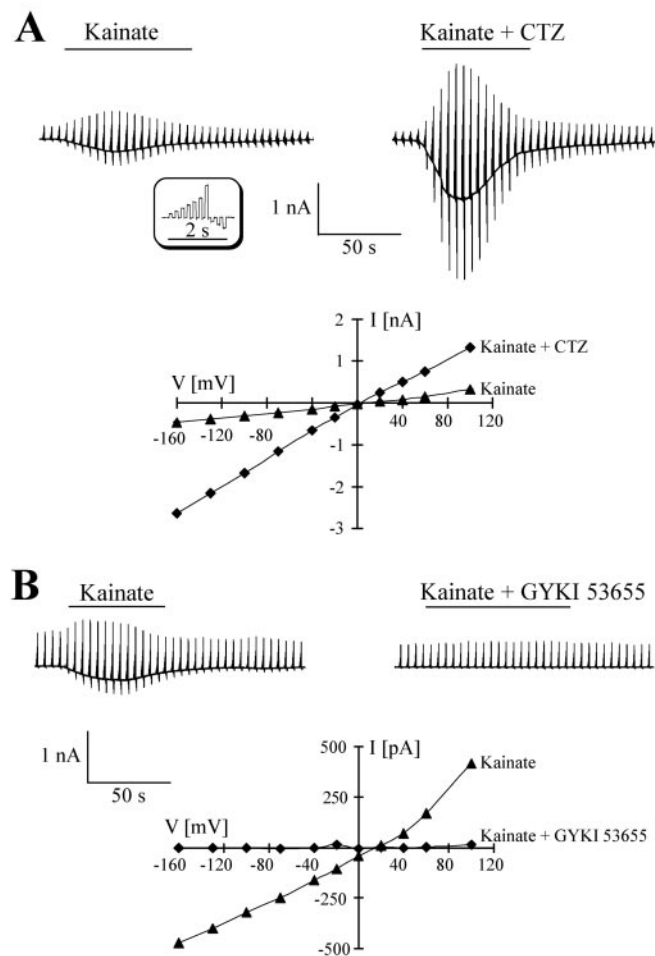 A
Kainate
Kainate + CTZ
2 s
1 nA
50 s
I [nA]
V [mV]
2
1
-1
-2
-3
-160
-120
-80
-40
40
80
120
Kainate + CTZ
Kainate
B
Kainate
Kainate + GYKI 53655
1 nA
50 s
I [pA]
V [mV]
500
250
-250
-500
-160
-120
-80
-40
40
80
120
Kainate
Kainate + GYKI 53655